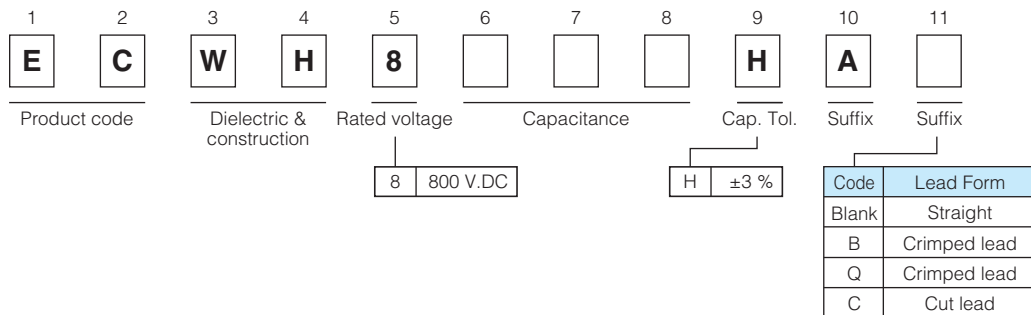 1 2 3 4 5 6 7 8 9 10 11
E C W H 8 H A
Product code Dielectric & construction Rated voltage Capacitance Cap. Tol. Suffix Suffix
8 800 V.DC H ±3 %
Code Lead Form
Blank Straight
B Crimped lead
Q Crimped lead
C Cut lead